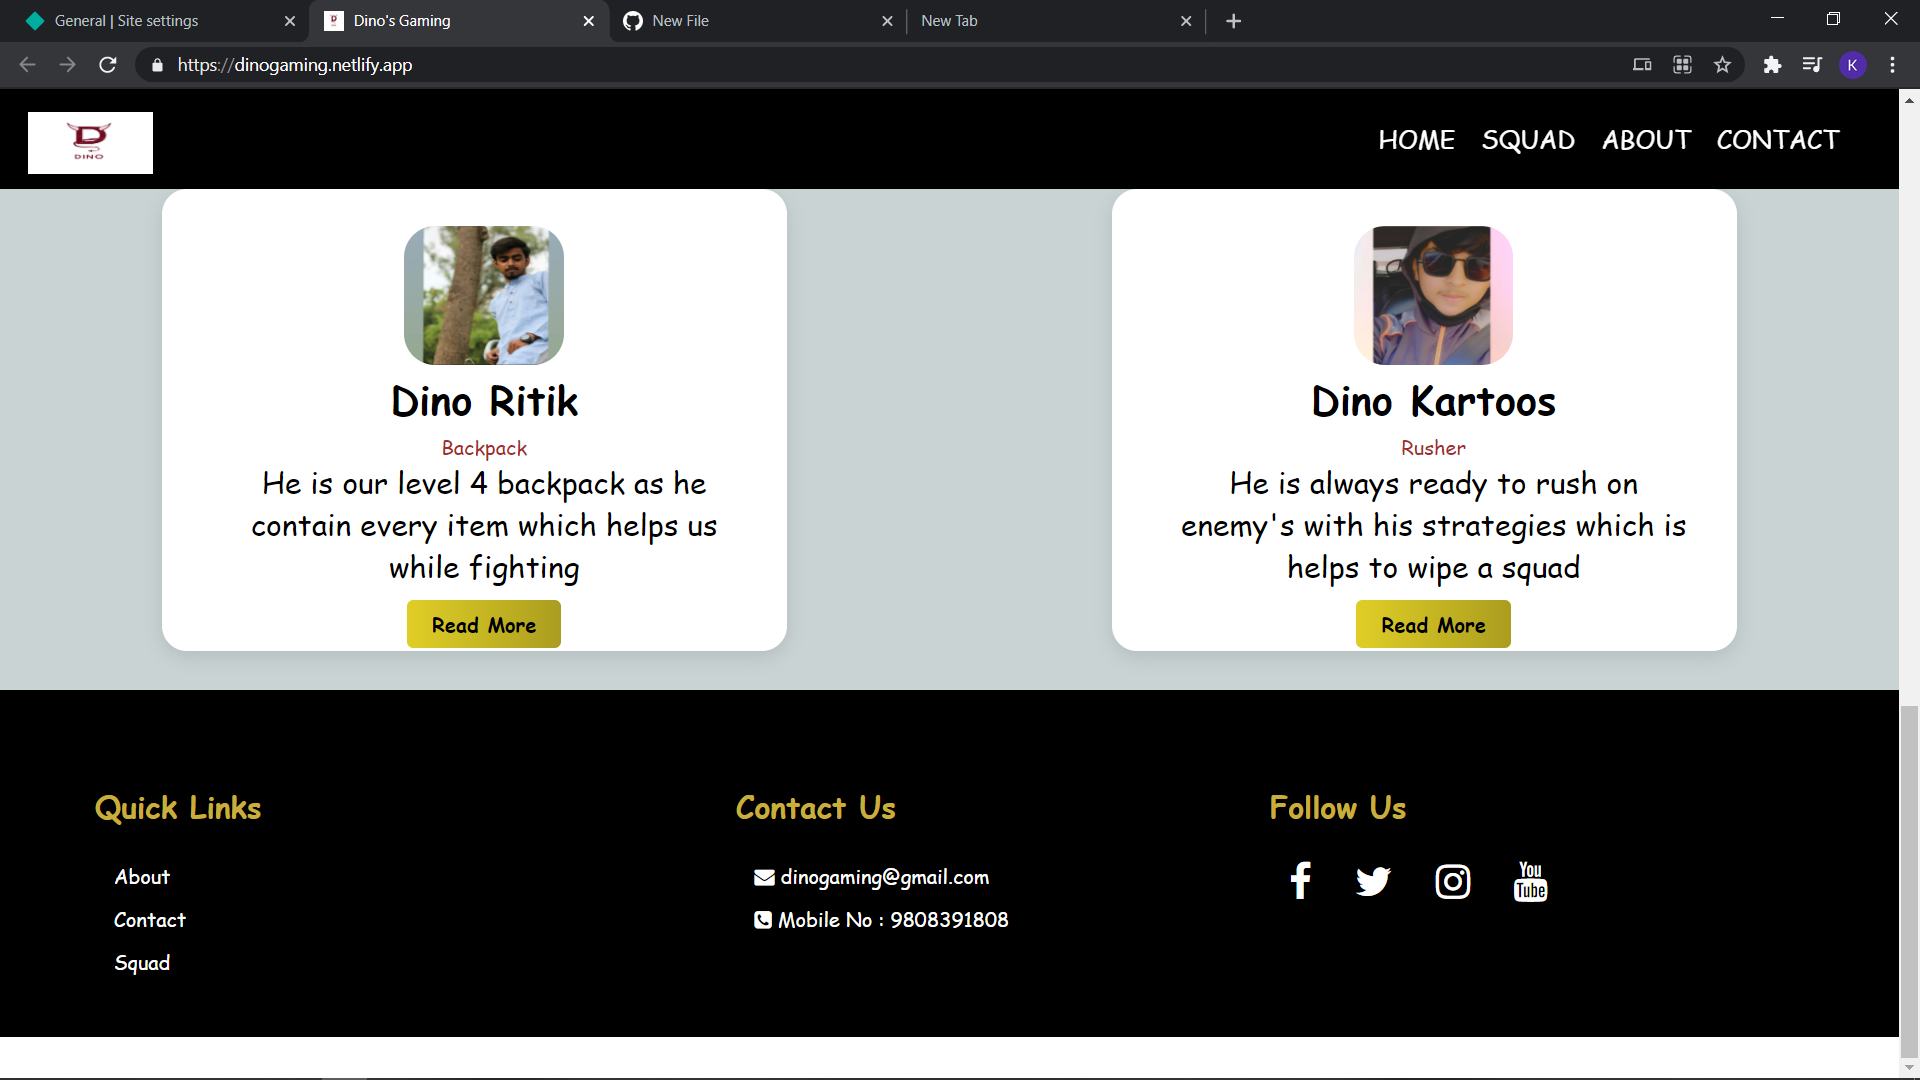 General | Site settings
Dino's Gaming
New File
New Tab
https://dinogaming.netlify.app
K
D
DINO
HOME SQUAD ABOUT CONTACT
Dino Ritik
Backpack
He is our level 4 backpack as he
contain every item which helps us
while fighting
Read More
Dino Kartoos
Rusher
He is always ready to rush on
enemy's with his strategies which is
helps to wipe a squad
Read More
Quick Links
About
Contact
Squad
Contact Us
dinogaming@gmail.com
Mobile No : 9808391808
Follow Us
You
Tube